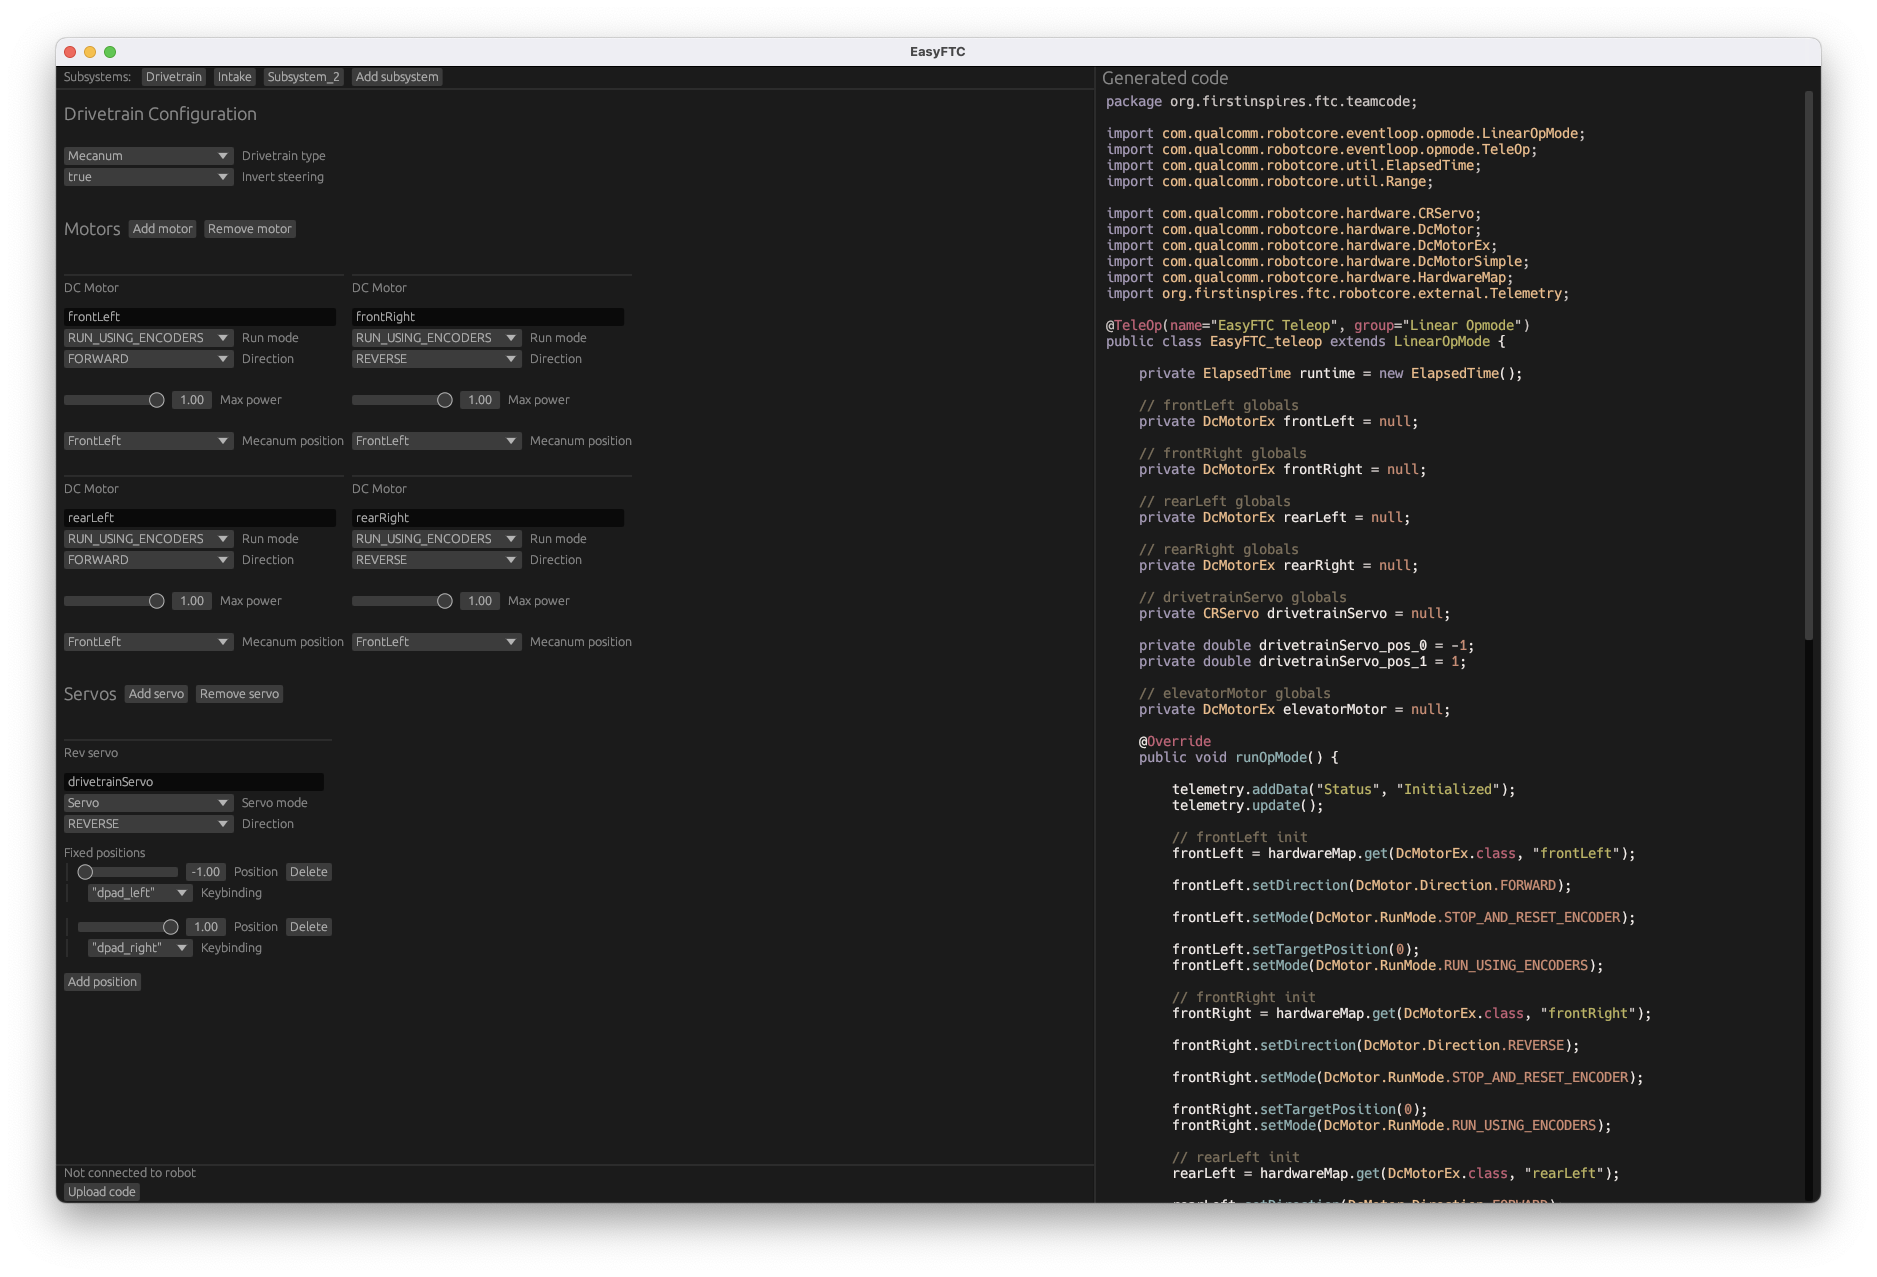 EasyFTC
Subsystems: Drivetrain Intake Subsystem_2 Add subsystem
Drivetrain Configuration
Mecanum Drivetrain type
true Invert steering
Motors Add motor Remove motor
DC Motor DC Motor
frontLeft frontRight
RUN_USING_ENCODERS Run mode RUN_USING_ENCODERS Run mode
FORWARD Direction REVERSE Direction
1.00 Max power 1.00 Max power
FrontLeft Mecanum position FrontLeft Mecanum position
DC Motor DC Motor
rearLeft rearRight
RUN_USING_ENCODERS Run mode RUN_USING_ENCODERS Run mode
FORWARD Direction REVERSE Direction
1.00 Max power 1.00 Max power
FrontLeft Mecanum position FrontLeft Mecanum position
Servos Add servo Remove servo
Rev servo
drivetrainServo
Servo Servo mode
REVERSE Direction
Fixed positions
-1.00 Position Delete
"dpad_left" Keybinding
1.00 Position Delete
"dpad_right" Keybinding
Add position
Not connected to robot
Upload code
Generated code
package org.firstinspires.ftc.teamcode;
import com.qualcomm.robotcore.eventloop.opmode.LinearOpMode;
import com.qualcomm.robotcore.eventloop.opmode.TeleOp;
import com.qualcomm.robotcore.util.ElapsedTime;
import com.qualcomm.robotcore.util.Range;
import com.qualcomm.robotcore.hardware.CRServo;
import com.qualcomm.robotcore.hardware.DcMotor;
import com.qualcomm.robotcore.hardware.DcMotorEx;
import com.qualcomm.robotcore.hardware.DcMotorSimple;
import com.qualcomm.robotcore.hardware.HardwareMap;
import org.firstinspires.ftc.robotcore.external.Telemetry;
@TeleOp(name="EasyFTC Teleop", group="Linear Opmode")
public class EasyFTC_teleop extends LinearOpMode {
private ElapsedTime runtime = new ElapsedTime();
// frontLeft globals
private DcMotorEx frontLeft = null;
// frontRight globals
private DcMotorEx frontRight = null;
// rearLeft globals
private DcMotorEx rearLeft = null;
// rearRight globals
private DcMotorEx rearRight = null;
// drivetrainServo globals
private CRServo drivetrainServo = null;
private double drivetrainServo_pos_0 = -1;
private double drivetrainServo_pos_1 = 1;
// elevatorMotor globals
private DcMotorEx elevatorMotor = null;
@Override
public void runOpMode() {
telemetry.addData("Status", "Initialized");
telemetry.update();
// frontLeft init
frontLeft = hardwareMap.get(DcMotorEx.class, "frontLeft");
frontLeft.setDirection(DcMotor.Direction.FORWARD);
frontLeft.setMode(DcMotor.RunMode.STOP_AND_RESET_ENCODER);
frontLeft.setTargetPosition(0);
frontLeft.setMode(DcMotor.RunMode.RUN_USING_ENCODERS);
// frontRight init
frontRight = hardwareMap.get(DcMotorEx.class, "frontRight");
frontRight.setDirection(DcMotor.Direction.REVERSE);
frontRight.setMode(DcMotor.RunMode.STOP_AND_RESET_ENCODER);
frontRight.setTargetPosition(0);
frontRight.setMode(DcMotor.RunMode.RUN_USING_ENCODERS);
// rearLeft init
rearLeft = hardwareMap.get(DcMotorEx.class, "rearLeft");